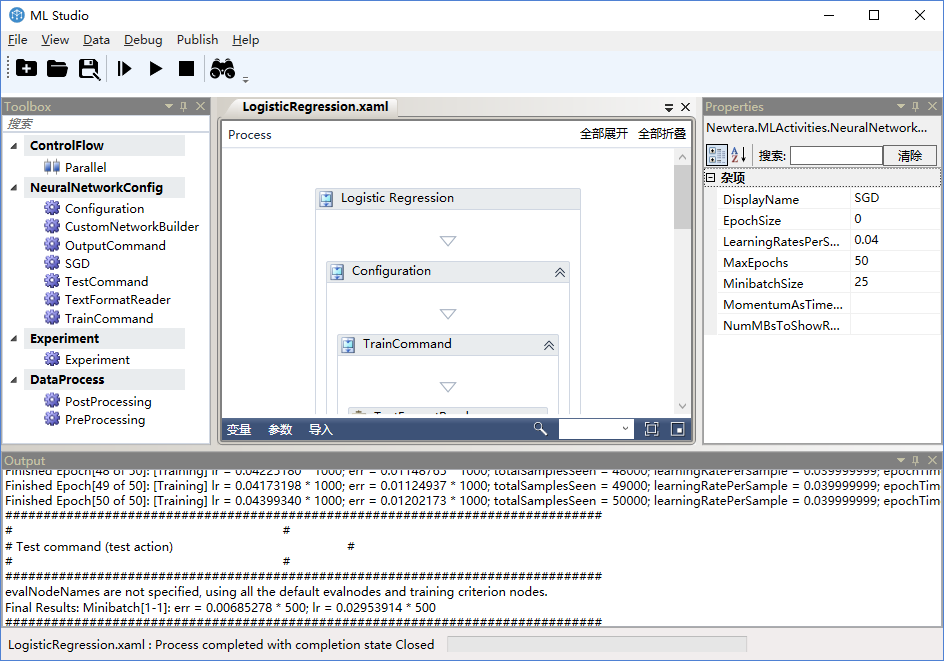 ML Studio
File View Data Debug Publish Help
Toolbox
搜索
ControlFlow
Parallel
NeuralNetworkConfig
Configuration
CustomNetworkBuilder
OutputCommand
SGD
TestCommand
TextFormatReader
TrainCommand
Experiment
Experiment
DataProcess
PostProcessing
PreProcessing
LogisticRegression.xaml
Process 全部展开 全部折叠
Logistic Regression
Configuration
TrainCommand
变量 参数 导入
Properties
Newtera.MLActivities.NeuralNetwork...
搜索: 清除
杂项
DisplayName SGD
EpochSize 0
LearningRatesPerS... 0.04
MaxEpochs 50
MinibatchSize 25
MomentumAsTime...
NumMBsToShowR...
Output
Finished Epoch[48 of 50]: [Training] lr = 0.04225180 * 1000; err = 0.01148765 * 1000; totalSamplesSeen = 48000; learningRatePerSample = 0.039999999; epochTim
Finished Epoch[49 of 50]: [Training] lr = 0.04173198 * 1000; err = 0.01124937 * 1000; totalSamplesSeen = 49000; learningRatePerSample = 0.039999999; epochTim
Finished Epoch[50 of 50]: [Training] lr = 0.04399340 * 1000; err = 0.01202173 * 1000; totalSamplesSeen = 50000; learningRatePerSample = 0.039999999; epochTim
##############################################################################
# #
# Test command (test action) #
# #
##############################################################################
evalNodeNames are not specified, using all the default evalnodes and training criterion nodes.
Final Results: Minibatch[1-1]: err = 0.00685278 * 500; lr = 0.02953914 * 500
##############################################################################
LogisticRegression.xaml : Process completed with completion state Closed